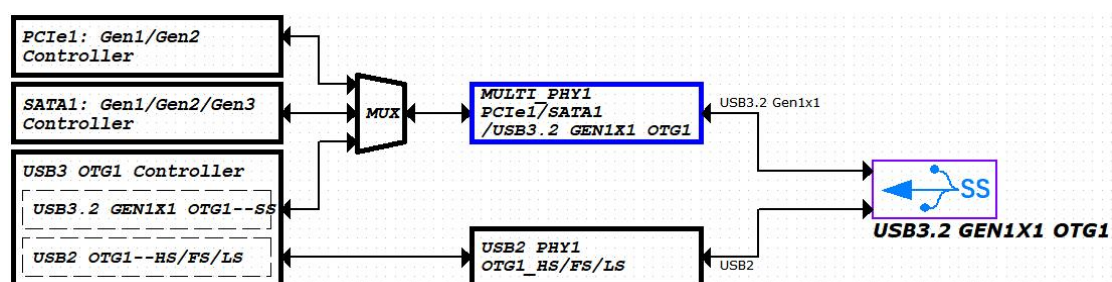 PCIe1: Gen1/Gen2
Controller
SATA1: Gen1/Gen2/Gen3
Controller
USB3 OTG1 Controller
USB3.2 GEN1X1 OTG1--SS
USB2 OTG1--HS/FS/LS
MUX
MULTI_PHY1
PCIe1/SATA1
/USB3.2 GEN1X1 OTG1
USB2 PHY1
OTG1_HS/FS/LS
USB3.2 Gen1x1
USB2
SS
USB3.2 GEN1X1 OTG1